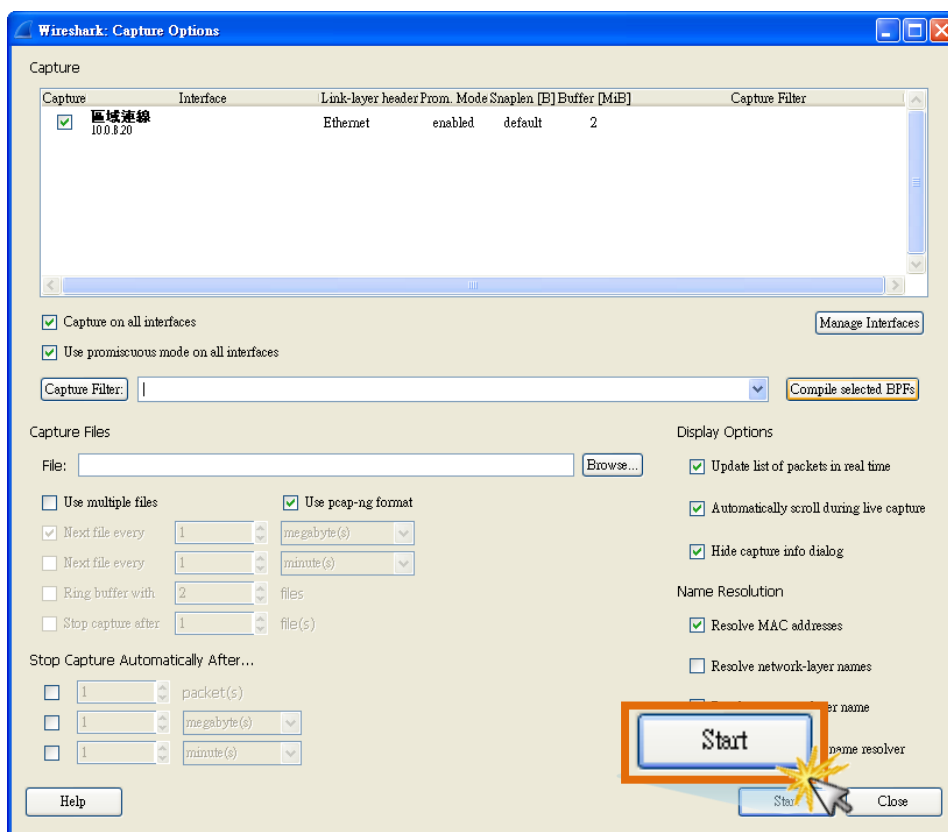 Wireshark: Capture Options
Capture
Capture Interface Link-layer header Prom. Mode Snaplen [B] Buffer [MiB] Capture Filter
區域連線 Ethernet enabled default 2
10.0.8.20
Capture on all interfaces Manage Interfaces
Use promiscuous mode on all interfaces
Capture Filter: Compile selected BPFs
Capture Files Display Options
File: Browse... Update list of packets in real time
Use multiple files Use pcap-ng format Automatically scroll during live capture
Next file every 1 megabyte(s)
Next file every 1 minute(s) Hide capture info dialog
Ring buffer with 2 files Name Resolution
Stop capture after 1 file(s) Resolve MAC addresses
Stop Capture Automatically After... Resolve network-layer names
1 packet(s)
1 megabyte(s) name
Start
1 minute(s) name resolver
Help Start Close